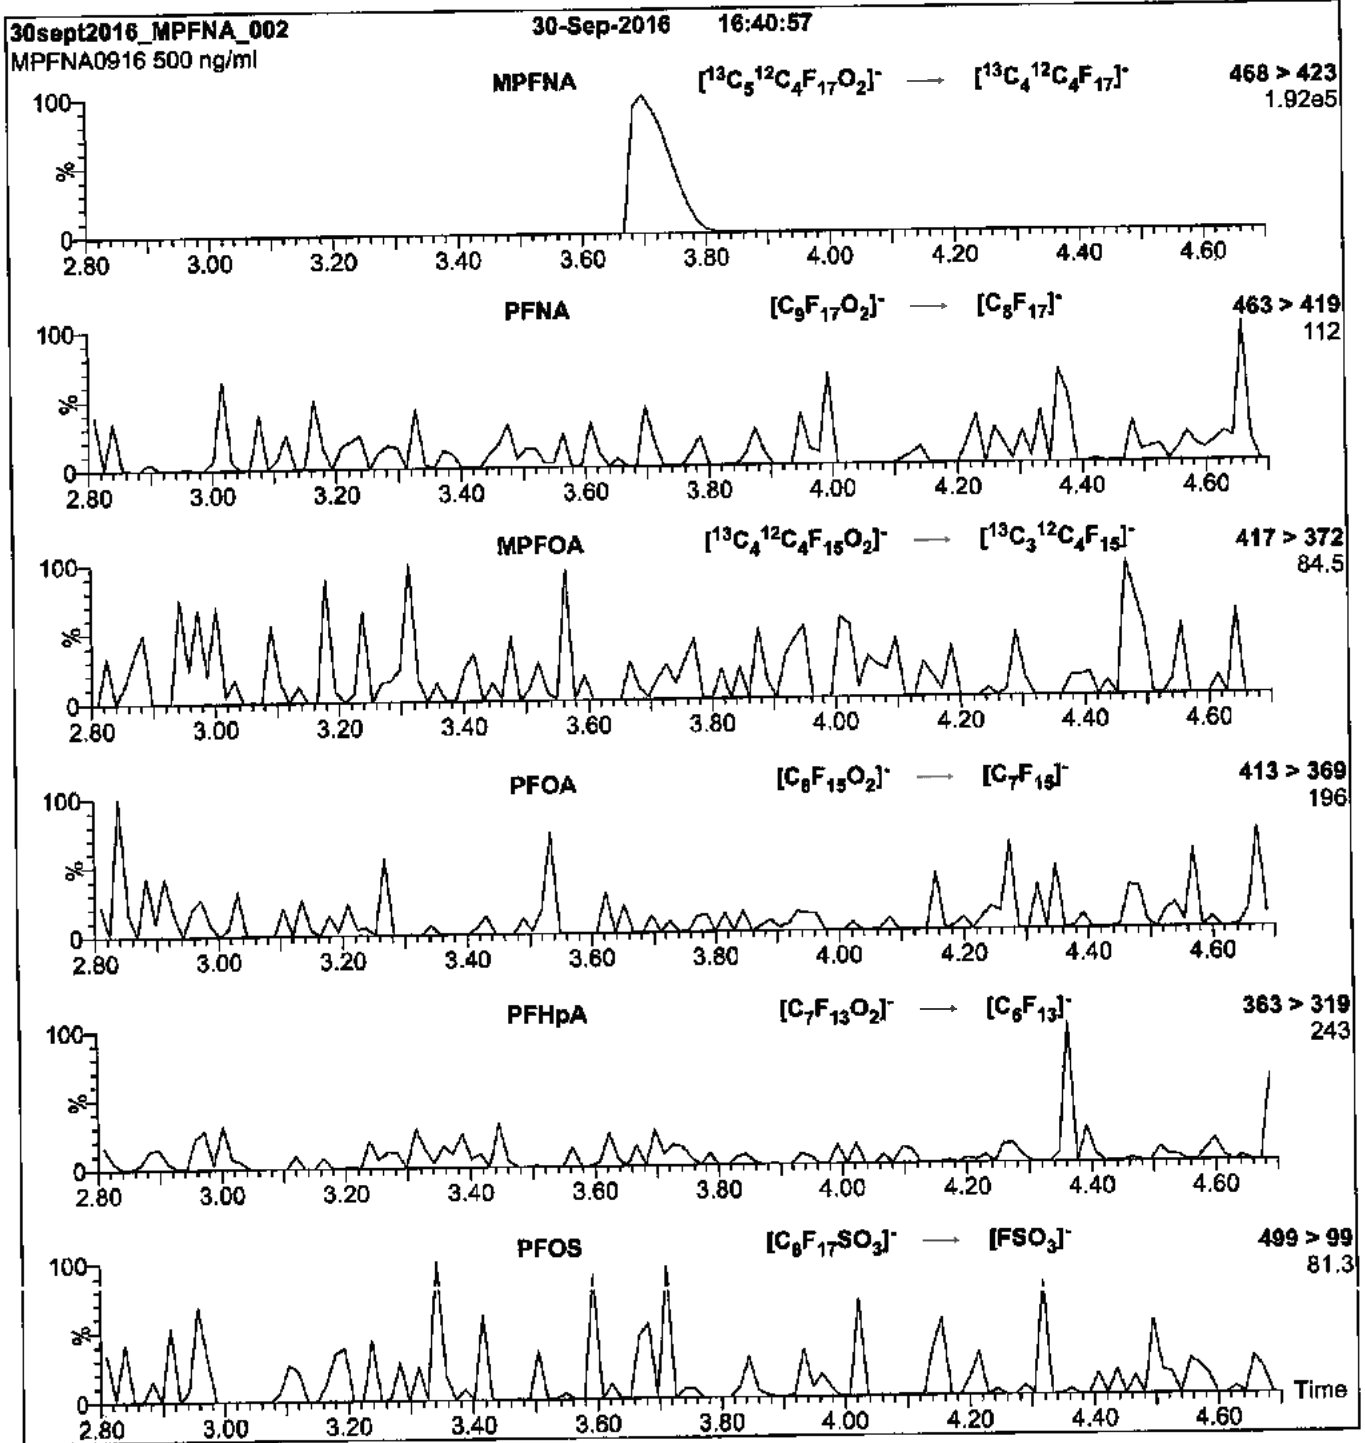 30sept2016_MPFNA_002 30-Sep-2016 16:40:57
MPFNA0916 500 ng/ml
MPFNA [¹³C₅¹²C₄F₁₇O₂]⁻ → [¹³C₄¹²C₄F₁₇]⁻ 468 > 423
1.92e5
100
%
0
2.80 3.00 3.20 3.40 3.60 3.80 4.00 4.20 4.40 4.60
PFNA [C₉F₁₇O₂]⁻ → [C₈F₁₇]⁻ 463 > 419
112
100
%
0
2.80 3.00 3.20 3.40 3.60 3.80 4.00 4.20 4.40 4.60
MPFOA [¹³C₄¹²C₄F₁₅O₂]⁻ → [¹³C₃¹²C₄F₁₅]⁻ 417 > 372
84.5
100
%
0
2.80 3.00 3.20 3.40 3.60 3.80 4.00 4.20 4.40 4.60
PFOA [C₈F₁₅O₂]⁻ → [C₇F₁₅]⁻ 413 > 369
196
100
%
0
2.80 3.00 3.20 3.40 3.60 3.80 4.00 4.20 4.40 4.60
PFHpA [C₇F₁₃O₂]⁻ → [C₆F₁₃]⁻ 363 > 319
243
100
%
0
2.80 3.00 3.20 3.40 3.60 3.80 4.00 4.20 4.40 4.60
PFOS [C₈F₁₇SO₃]⁻ → [FSO₃]⁻ 499 > 99
81.3
100
%
0
Time
2.80 3.00 3.20 3.40 3.60 3.80 4.00 4.20 4.40 4.60